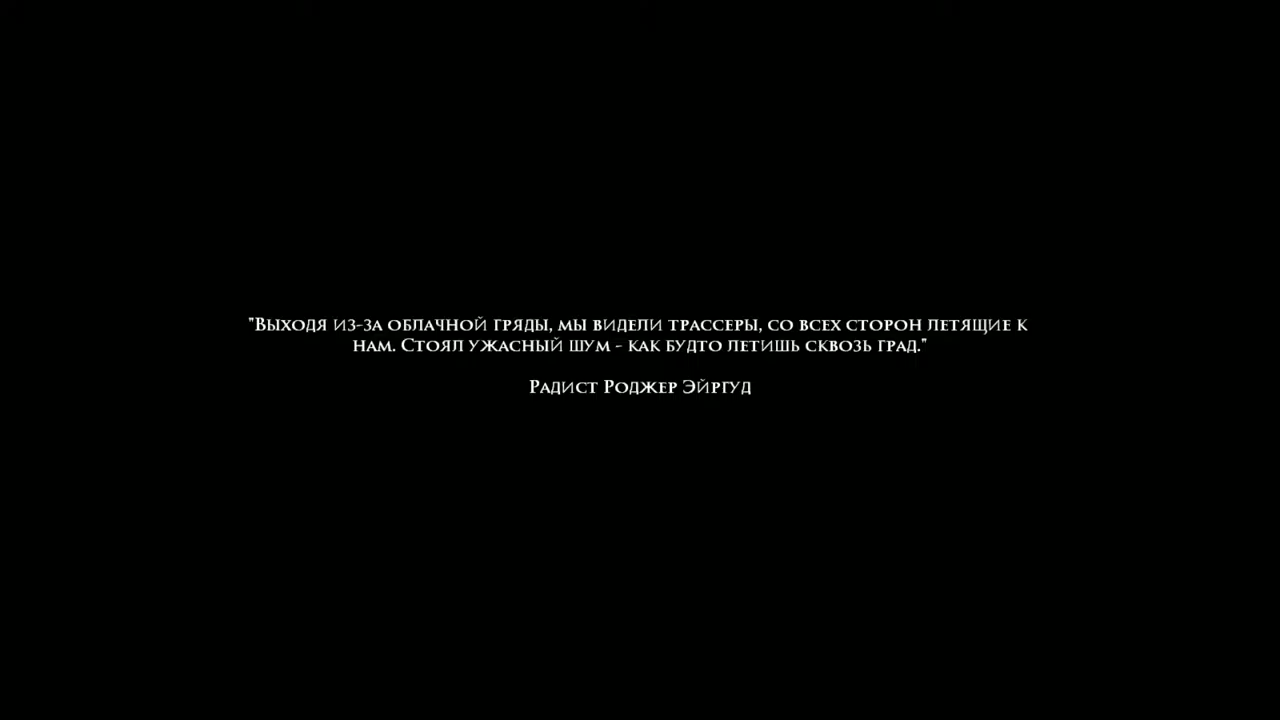 "Выходя из-за облачной гряды, мы видели трассеры, со всех сторон летящие к
нам. Стоял ужасный шум - как будто летишь сквозь град."
Радист Роджер Эйргуд